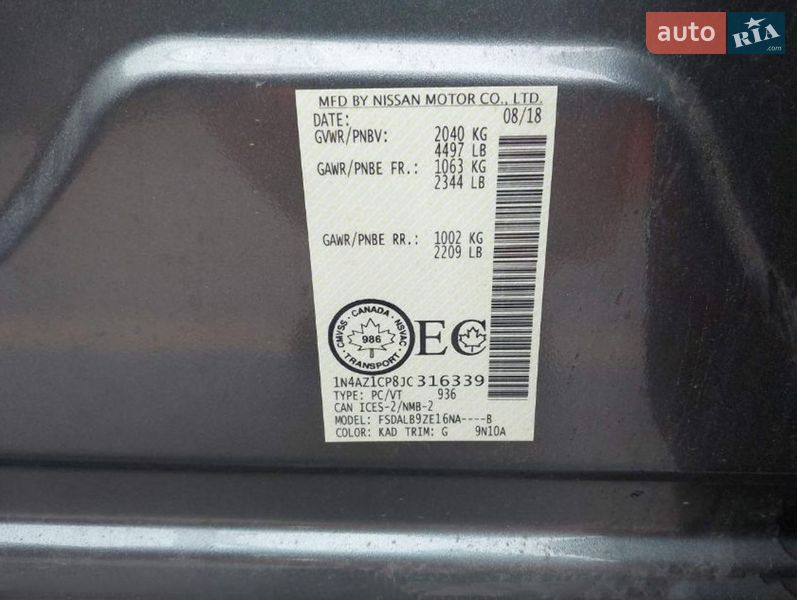 auto RIA .com
MFD BY NISSAN MOTOR CO., LTD.
DATE: 08/18
GVWR/PNBV: 2040 KG
4497 LB
GAWR/PNBE FR.: 1063 KG
2344 LB
GAWR/PNBE RR.: 1002 KG
2209 LB
CANADA
CMVSS · NSVAC
986
TRANSPORT
EC
1N4AZ1CP8JC316339
TYPE: PC/VT 936
CAN ICES-2/NMB-2
MODEL: FSDALB9ZE16NA----B
COLOR: KAD TRIM: G 9N10A